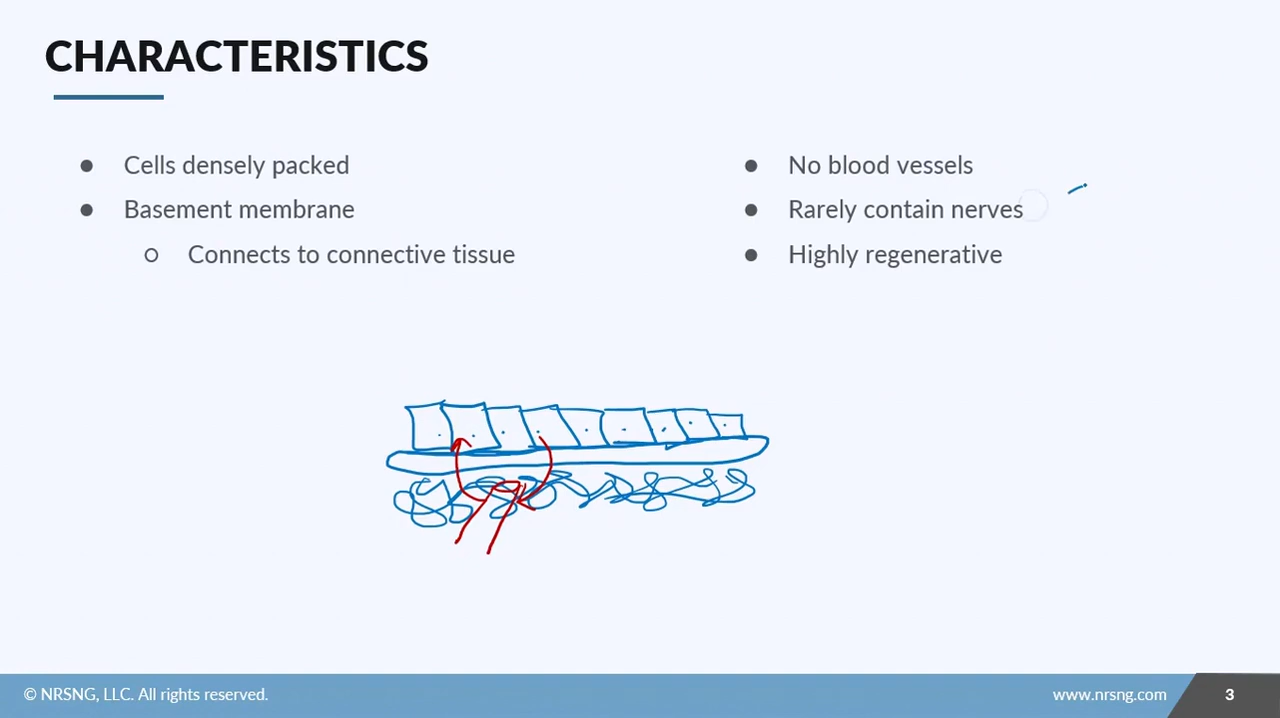 CHARACTERISTICS
● Cells densely packed
● Basement membrane
○ Connects to connective tissue
● No blood vessels
● Rarely contain nerves
● Highly regenerative
© NRSNG, LLC. All rights reserved.
www.nrsng.com
3